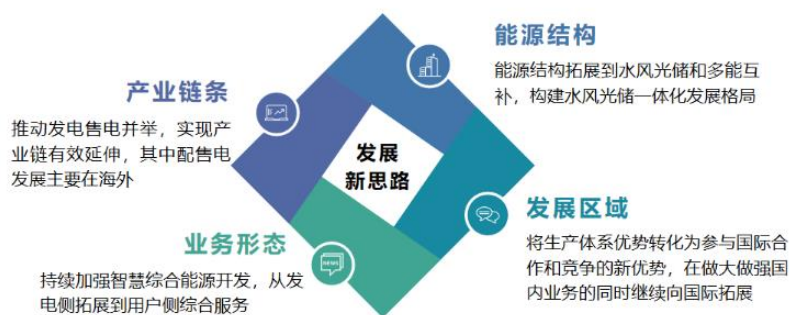 能源结构
能源结构拓展到水风光储和多能互
补，构建水风光储一体化发展格局
产业链条
推动发电售电并举，实现产
业链有效延伸，其中配售电
发展主要在海外
发展
新思路
发展区域
将生产体系优势转化为参与国际合
作和竞争的新优势，在做大做强国
内业务的同时继续向国际拓展
业务形态
持续加强智慧综合能源开发，从发
电侧拓展到用户侧综合服务
NEWS